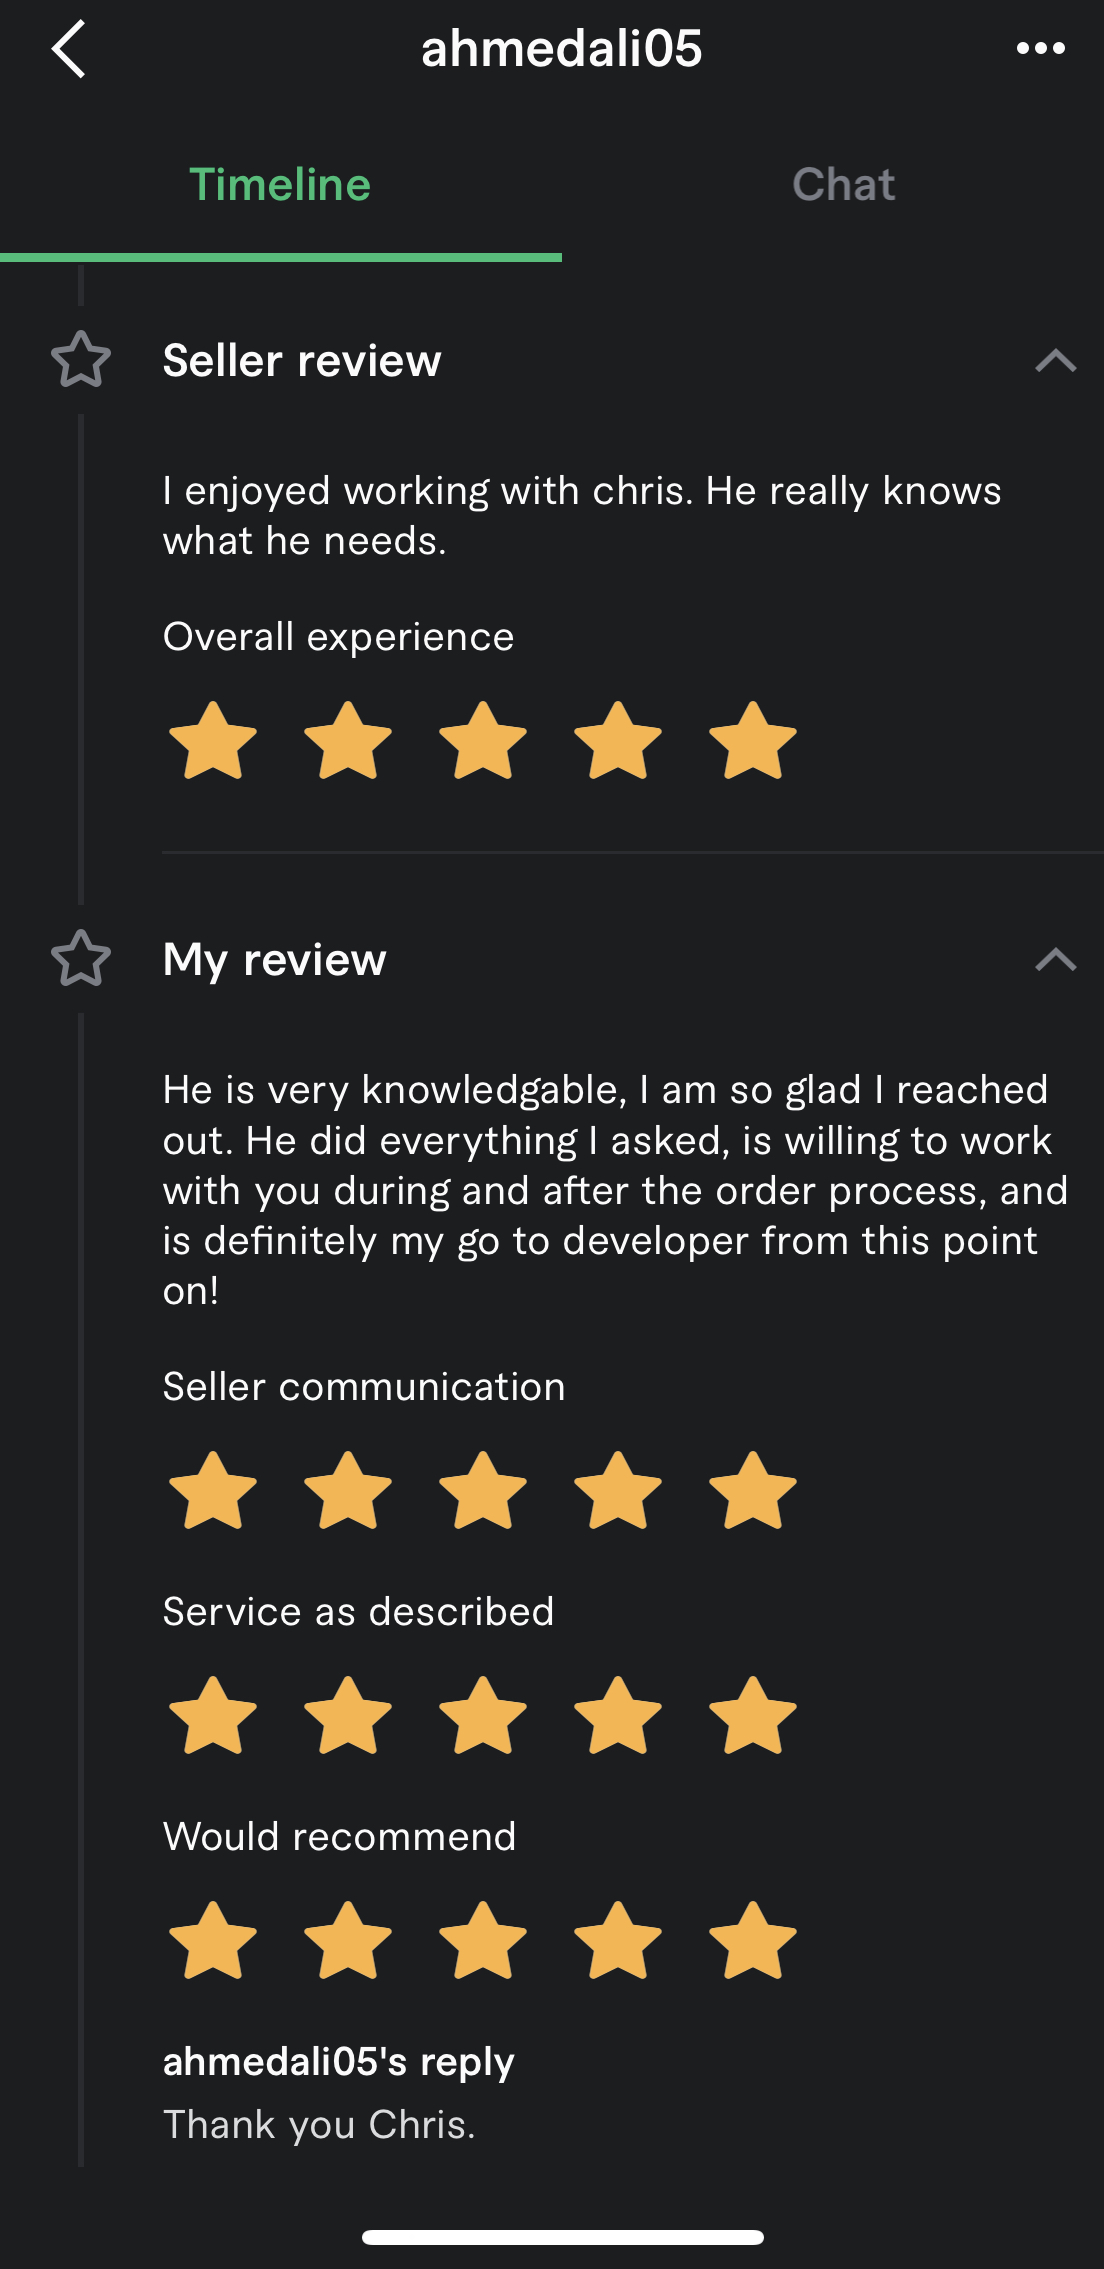 ahmedali05
Timeline
Chat
Seller review
I enjoyed working with chris. He really knows
what he needs.
Overall experience
My review
He is very knowledgable, I am so glad I reached
out. He did everything I asked, is willing to work
with you during and after the order process, and
is definitely my go to developer from this point
on!
Seller communication
Service as described
Would recommend
ahmedali05's reply
Thank you Chris.